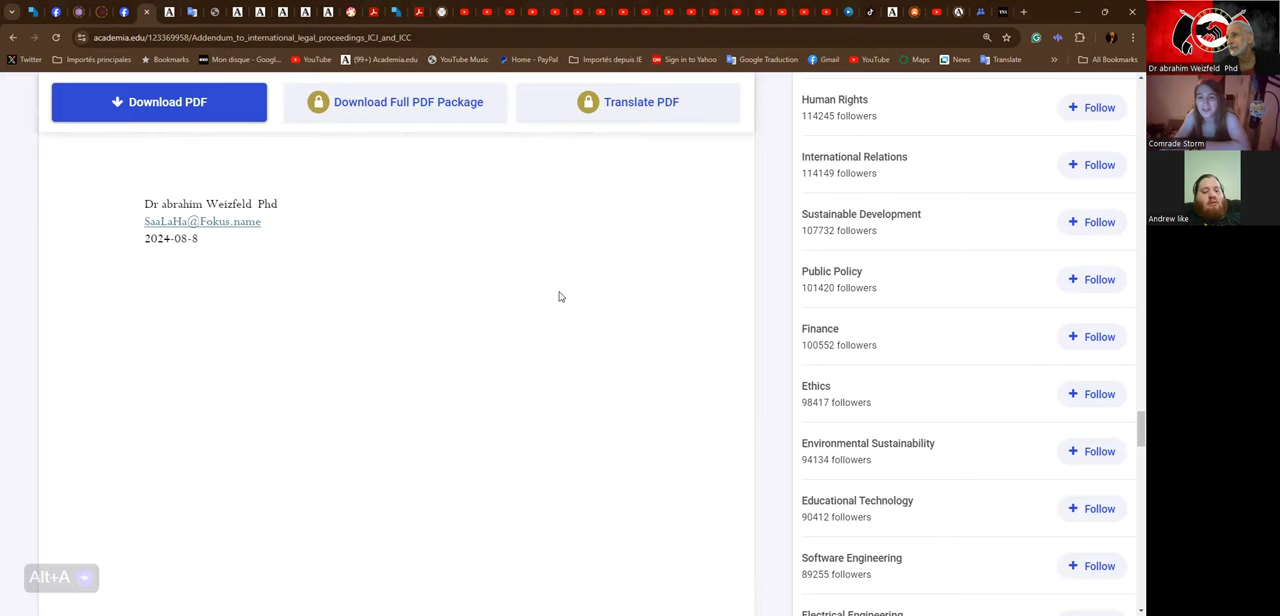 academia.edu/123369958/Addendum_to_international_legal_proceedings_ICJ_and_ICC
Twitter
Importés principales
Bookmarks
Mon disque - Googl...
YouTube
(99+) Academia.edu
YouTube Music
Home - PayPal
Importés depuis IE
Sign in to Yahoo
Google Traduction
Gmail
YouTube
Maps
News
Translate
All Bookmarks
Download PDF
Download Full PDF Package
Translate PDF
Dr abrahim Weizfeld Phd
SaaLaHa@Fokus.name
2024-08-8
Alt+A
Human Rights
114245 followers
Follow
International Relations
114149 followers
Follow
Sustainable Development
107732 followers
Follow
Public Policy
101420 followers
Follow
Finance
100552 followers
Follow
Ethics
98417 followers
Follow
Environmental Sustainability
94134 followers
Follow
Educational Technology
90412 followers
Follow
Software Engineering
89255 followers
Follow
Electrical Engineering
Dr abrahim Weizfeld Phd
Comrade Storm
Andrew like